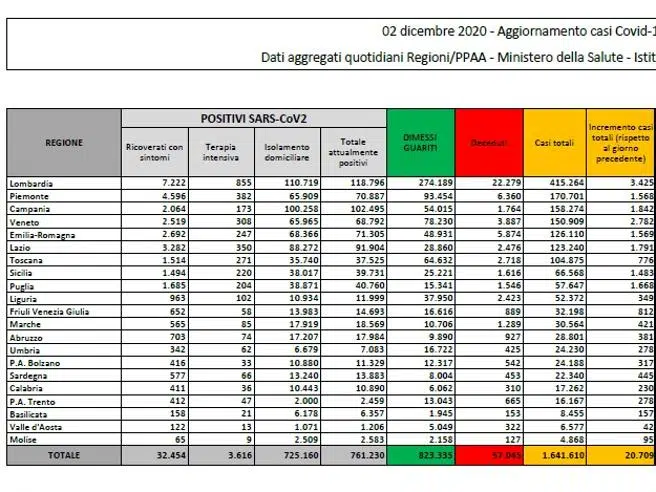 02 dicembre 2020 - Aggiornamento casi Covid-1
Dati aggregati quotidiani Regioni/PPAA - Ministero della Salute - Istit
REGIONE POSITIVI SARS-CoV2 DIMESSI GUARITI Deceduti Casi totali Incremento casi totali (rispetto al giorno precedente)
Ricoverati con sintomi Terapia intensiva Isolamento domiciliare Totale attualmente positivi
Lombardia 7.222 855 110.719 118.796 274.189 22.279 415.264 3.425
Piemonte 4.596 382 65.909 70.887 93.454 6.360 170.701 1.568
Campania 2.064 173 100.258 102.495 54.015 1.764 158.274 1.842
Veneto 2.519 308 65.965 68.792 78.230 3.887 150.909 2.782
Emilia-Romagna 2.692 247 68.366 71.305 48.931 5.874 126.110 1.569
Lazio 3.282 350 88.272 91.904 28.860 2.476 123.240 1.791
Toscana 1.514 271 35.740 37.525 64.632 2.718 104.875 776
Sicilia 1.494 220 38.017 39.731 25.221 1.616 66.568 1.483
Puglia 1.685 204 38.871 40.760 15.341 1.546 57.647 1.668
Liguria 963 102 10.934 11.999 37.950 2.423 52.372 349
Friuli Venezia Giulia 652 58 13.983 14.693 16.616 889 32.198 812
Marche 565 85 17.919 18.569 10.706 1.289 30.564 421
Abruzzo 703 74 17.207 17.984 9.890 927 28.801 381
Umbria 342 62 6.679 7.083 16.722 425 24.230 278
P.A. Bolzano 416 33 10.880 11.329 12.317 542 24.188 317
Sardegna 577 66 13.240 13.883 8.004 453 22.340 445
Calabria 411 36 10.443 10.890 6.062 310 17.262 230
P.A. Trento 412 47 2.000 2.459 13.043 665 16.167 278
Basilicata 158 21 6.178 6.357 1.945 153 8.455 157
Valle d'Aosta 122 13 1.071 1.206 5.049 322 6.577 42
Molise 65 9 2.509 2.583 2.158 127 4.868 95
TOTALE 32.454 3.616 725.160 761.230 823.335 57.045 1.641.610 20.709